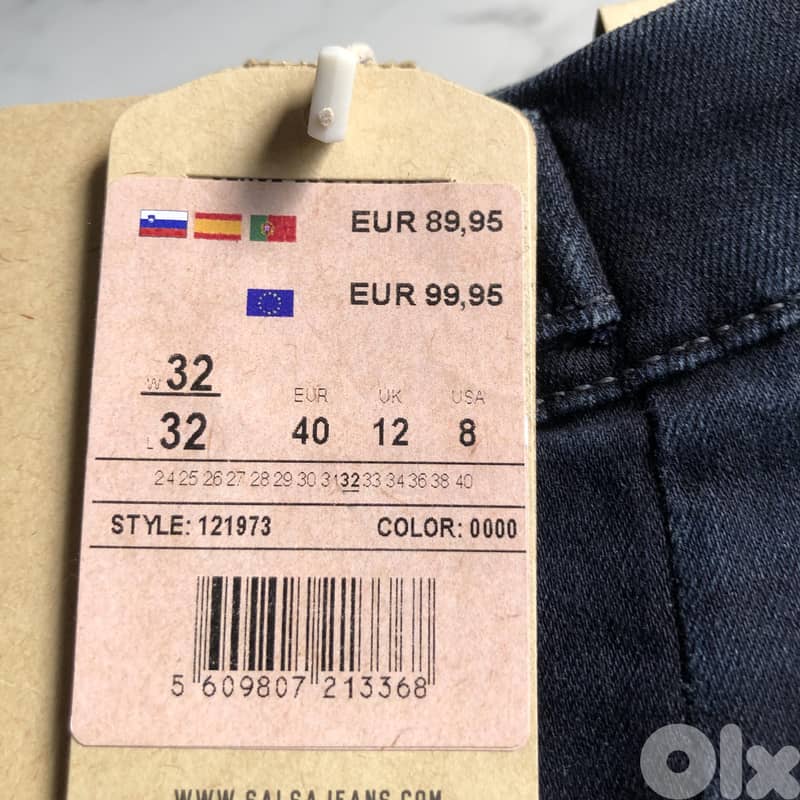 EUR 89,95
EUR 99,95
W 32
L 32
EUR UK USA
40 12 8
24 25 26 27 28 29 30 31 32 33 34 36 38 40
STYLE: 121973 COLOR: 0000
5 609807 213368
WWW.SALSAJEANS.COM
Olx